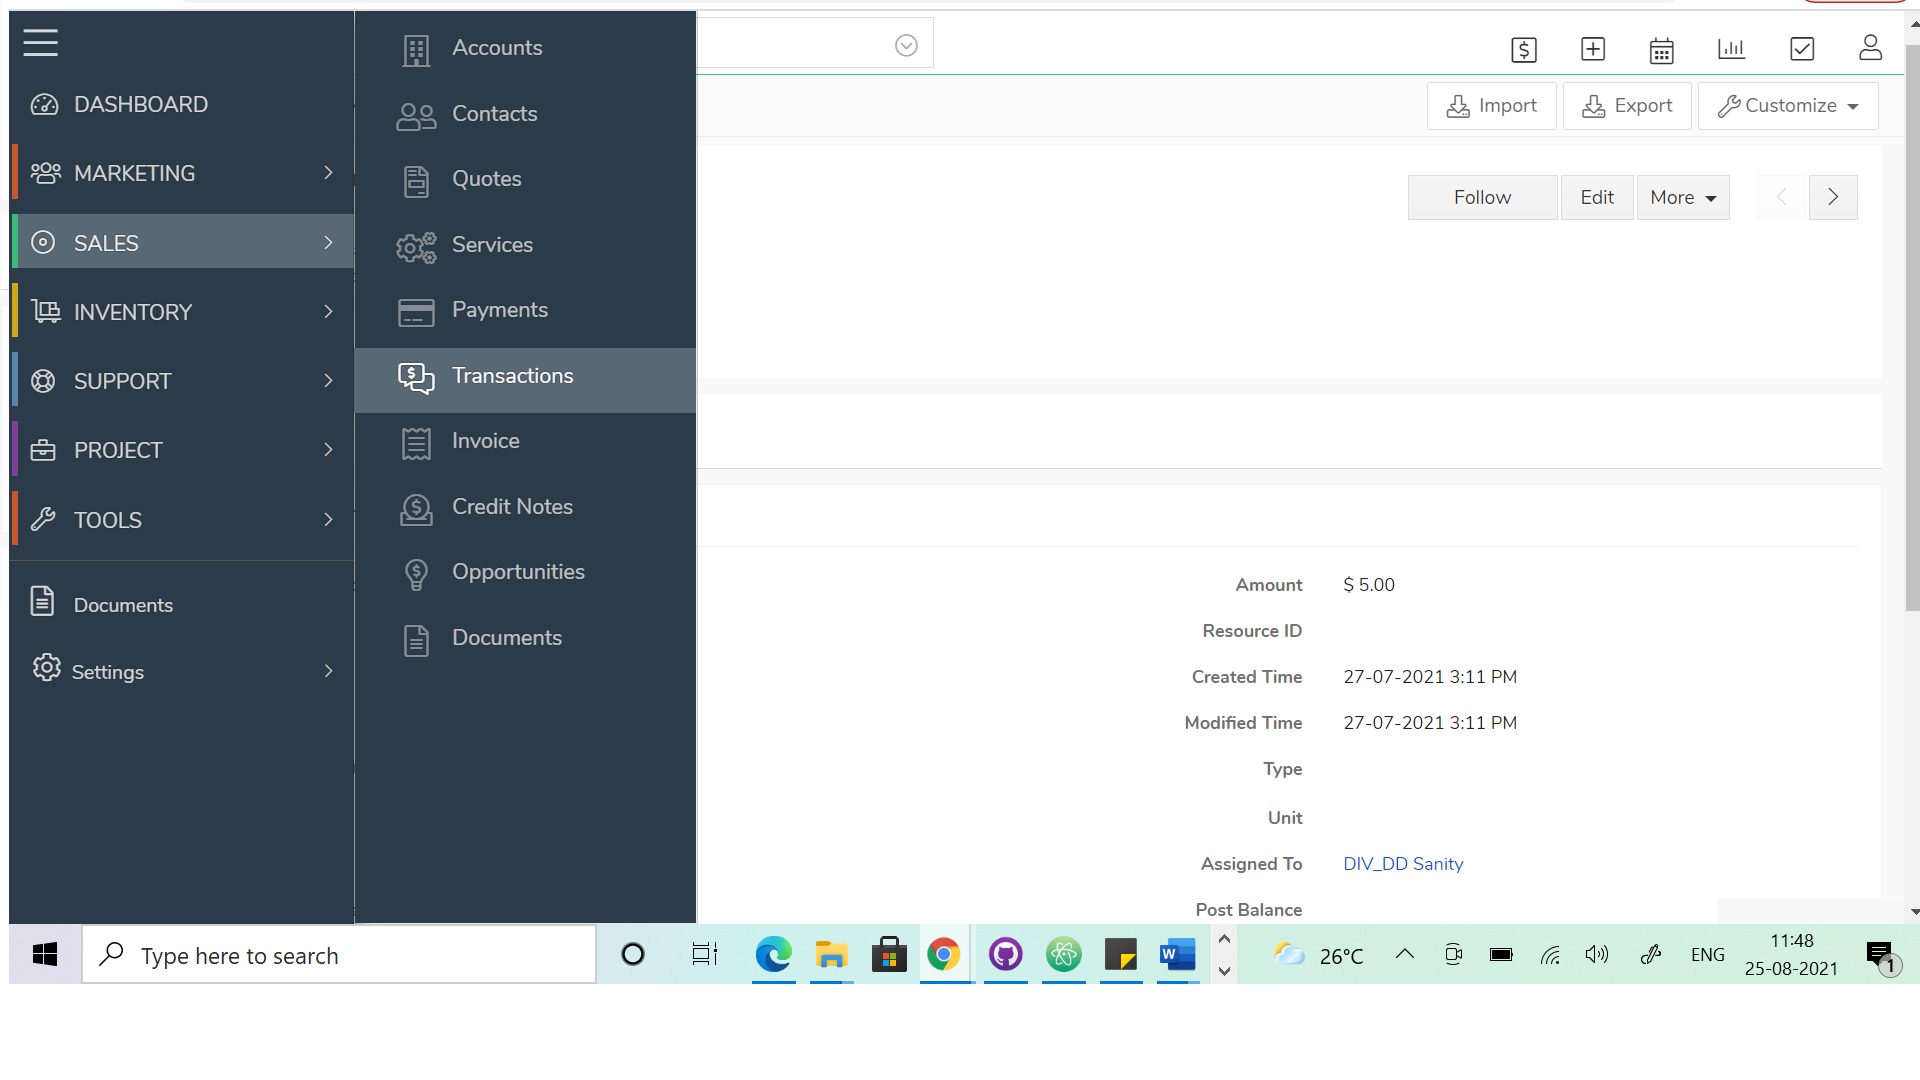 Accounts
DASHBOARD
Contacts
Import
Export
Customize
MARKETING
Quotes
Follow
Edit
More
SALES
Services
INVENTORY
Payments
SUPPORT
Transactions
PROJECT
Invoice
TOOLS
Credit Notes
Opportunities
Documents
Documents
Settings
Amount $ 5.00
Resource ID
Created Time 27-07-2021 3:11 PM
Modified Time 27-07-2021 3:11 PM
Type
Unit
Assigned To DIV_DD Sanity
Post Balance
Type here to search
26°C
ENG
11:48
25-08-2021
1